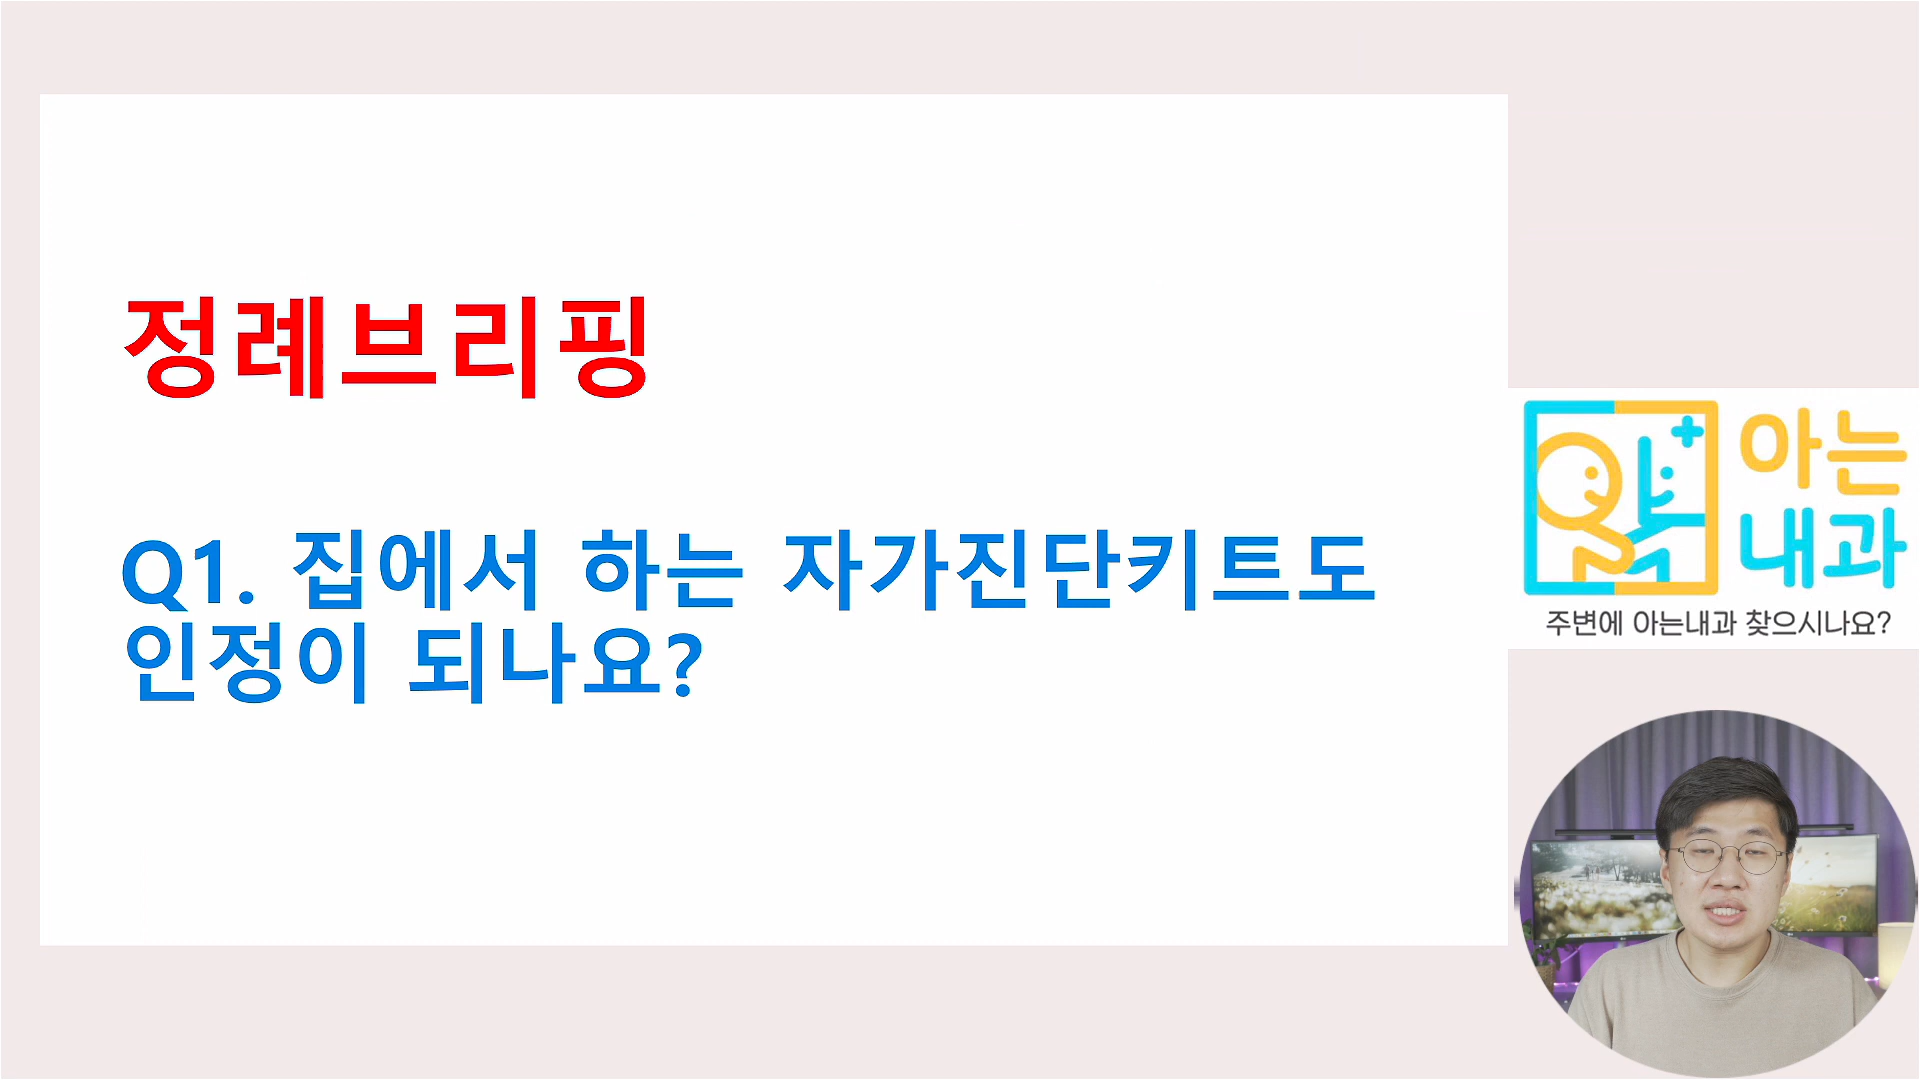 정례브리핑
Q1. 집에서 하는 자가진단키트도
인정이 되나요?
아는
내과
주변에 아는내과 찾으시나요?